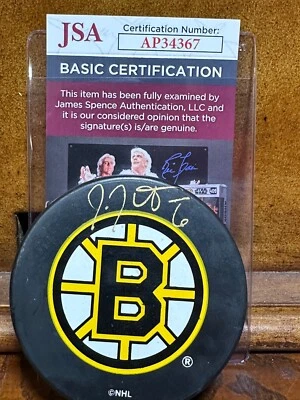 JSA
Certification Number:
AP34367
BASIC CERTIFICATION
This item has been fully examined by
James Spence Authentication, LLC and
it is our considered opinion that the
signature(s) is/are genuine.
B
®
©NHL